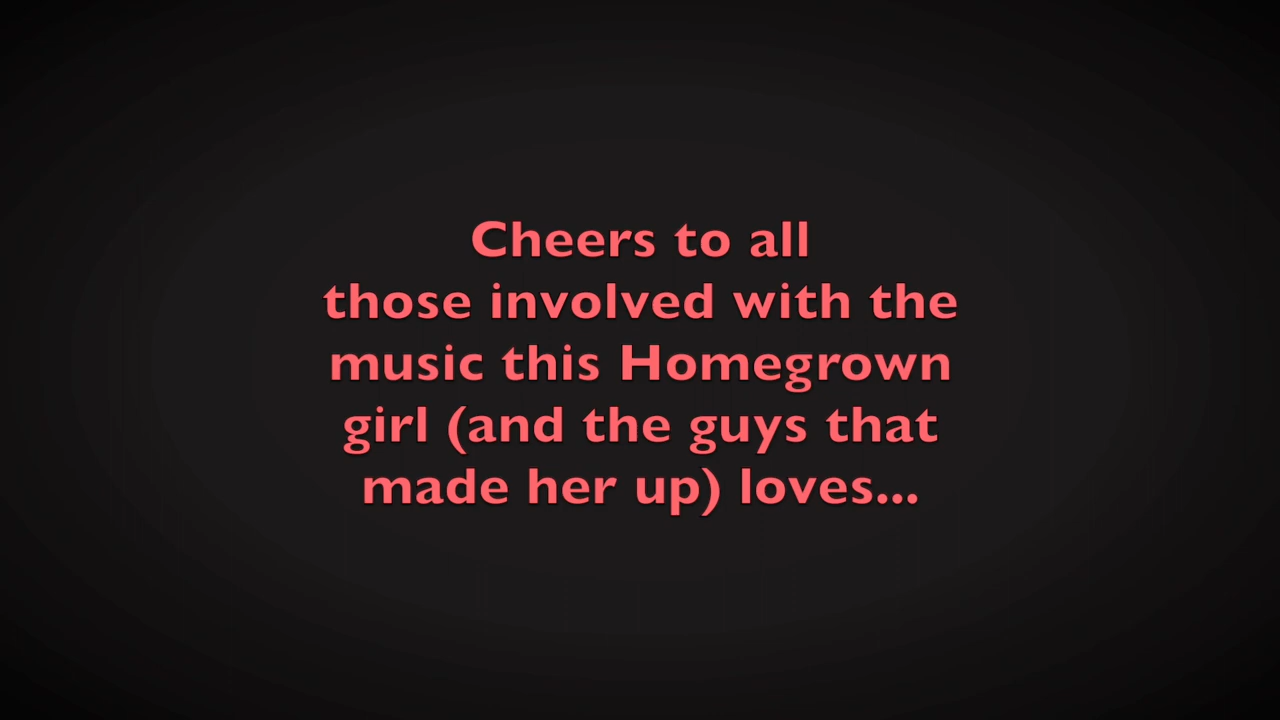 Cheers to all
those involved with the
music this Homegrown
girl (and the guys that
made her up) loves...